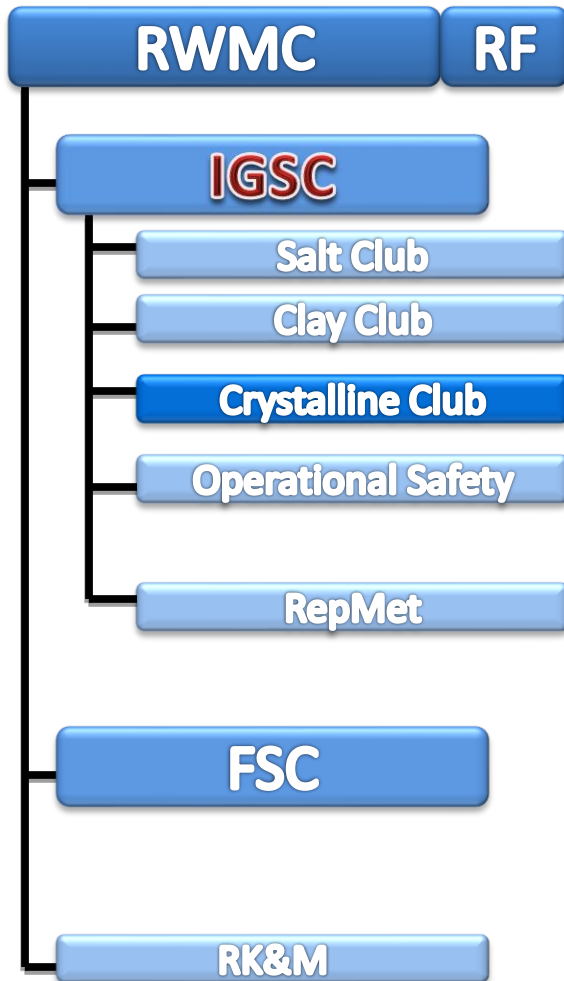 RWMC RF
IGSC
Salt Club
Clay Club
Crystalline Club
Operational Safety
RepMet
FSC
RK&M